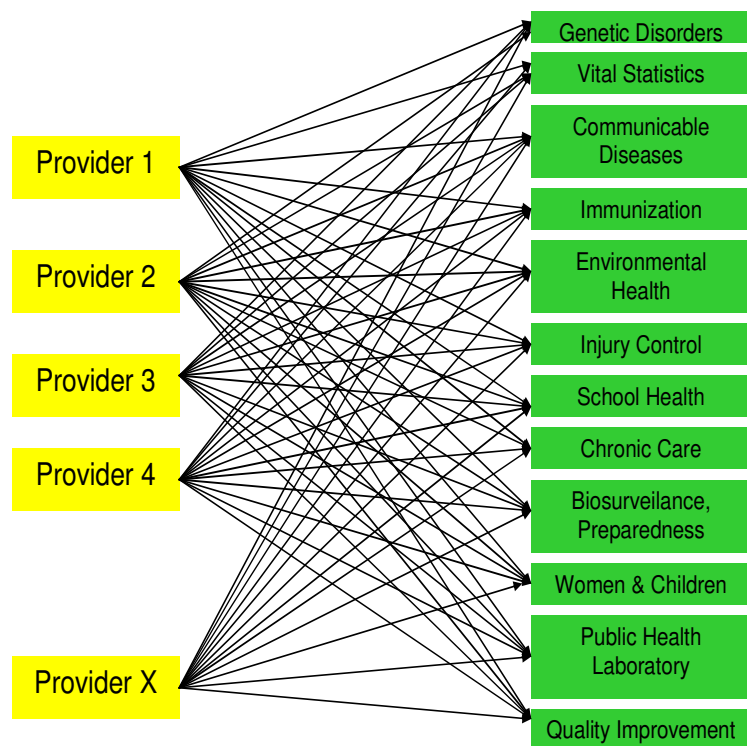 Provider 1
Provider 2
Provider 3
Provider 4
Provider X
Genetic Disorders
Vital Statistics
Communicable
Diseases
Immunization
Environmental
Health
Injury Control
School Health
Chronic Care
Biosurveilance,
Preparedness
Women & Children
Public Health
Laboratory
Quality Improvement